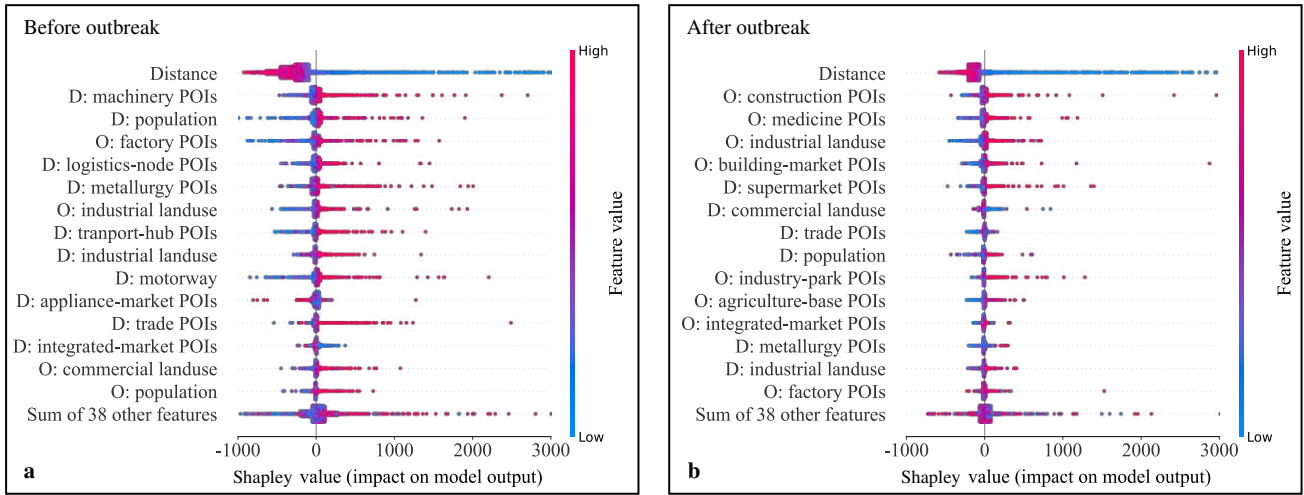 Before outbreak
High
Distance
D: machinery POIs
D: population
O: factory POIs
D: logistics-node POIs
D: metallurgy POIs
O: industrial landuse
D: tranport-hub POIs
D: industrial landuse
D: motorway
D: appliance-market POIs
D: trade POIs
D: integrated-market POIs
O: commercial landuse
O: population
Sum of 38 other features
Feature value
Low
-1000 0 1000 2000 3000
a
Shapley value (impact on model output)
After outbreak
High
Distance
O: construction POIs
O: medicine POIs
O: industrial landuse
O: building-market POIs
D: supermarket POIs
D: commercial landuse
D: trade POIs
D: population
O: industry-park POIs
O: agriculture-base POIs
O: integrated-market POIs
D: metallurgy POIs
D: industrial landuse
O: factory POIs
Sum of 38 other features
Feature value
Low
-1000 0 1000 2000 3000
b
Shapley value (impact on model output)